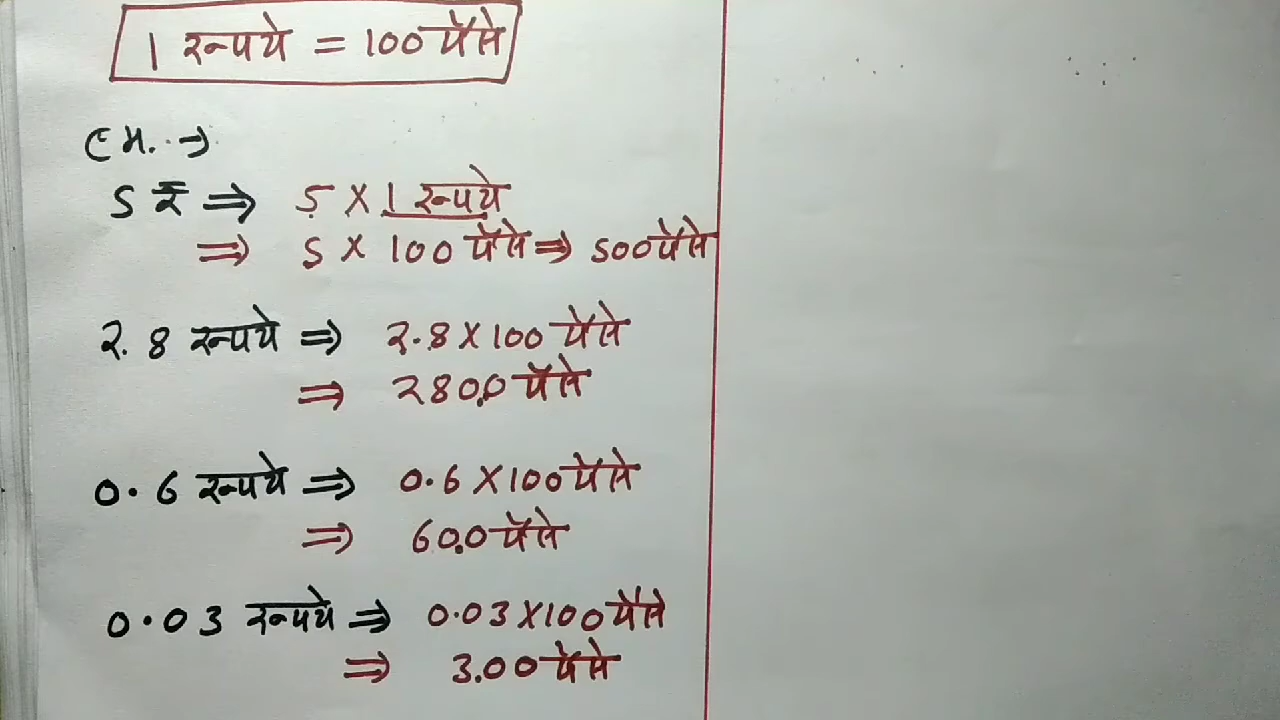 1 रूपये = 100 पैसे
Ex. →
5 ₹ ⇒ 5 × 1 रूपये
⇒ 5 × 100 पैसे ⇒ 500 पैसे
2.8 रूपये ⇒ 2.8 × 100 पैसे
⇒ 280.0 पैसे
0.6 रूपये ⇒ 0.6 × 100 पैसे
⇒ 60.0 पैसे
0.03 रूपये ⇒ 0.03 × 100 पैसे
⇒ 3.00 पैसे